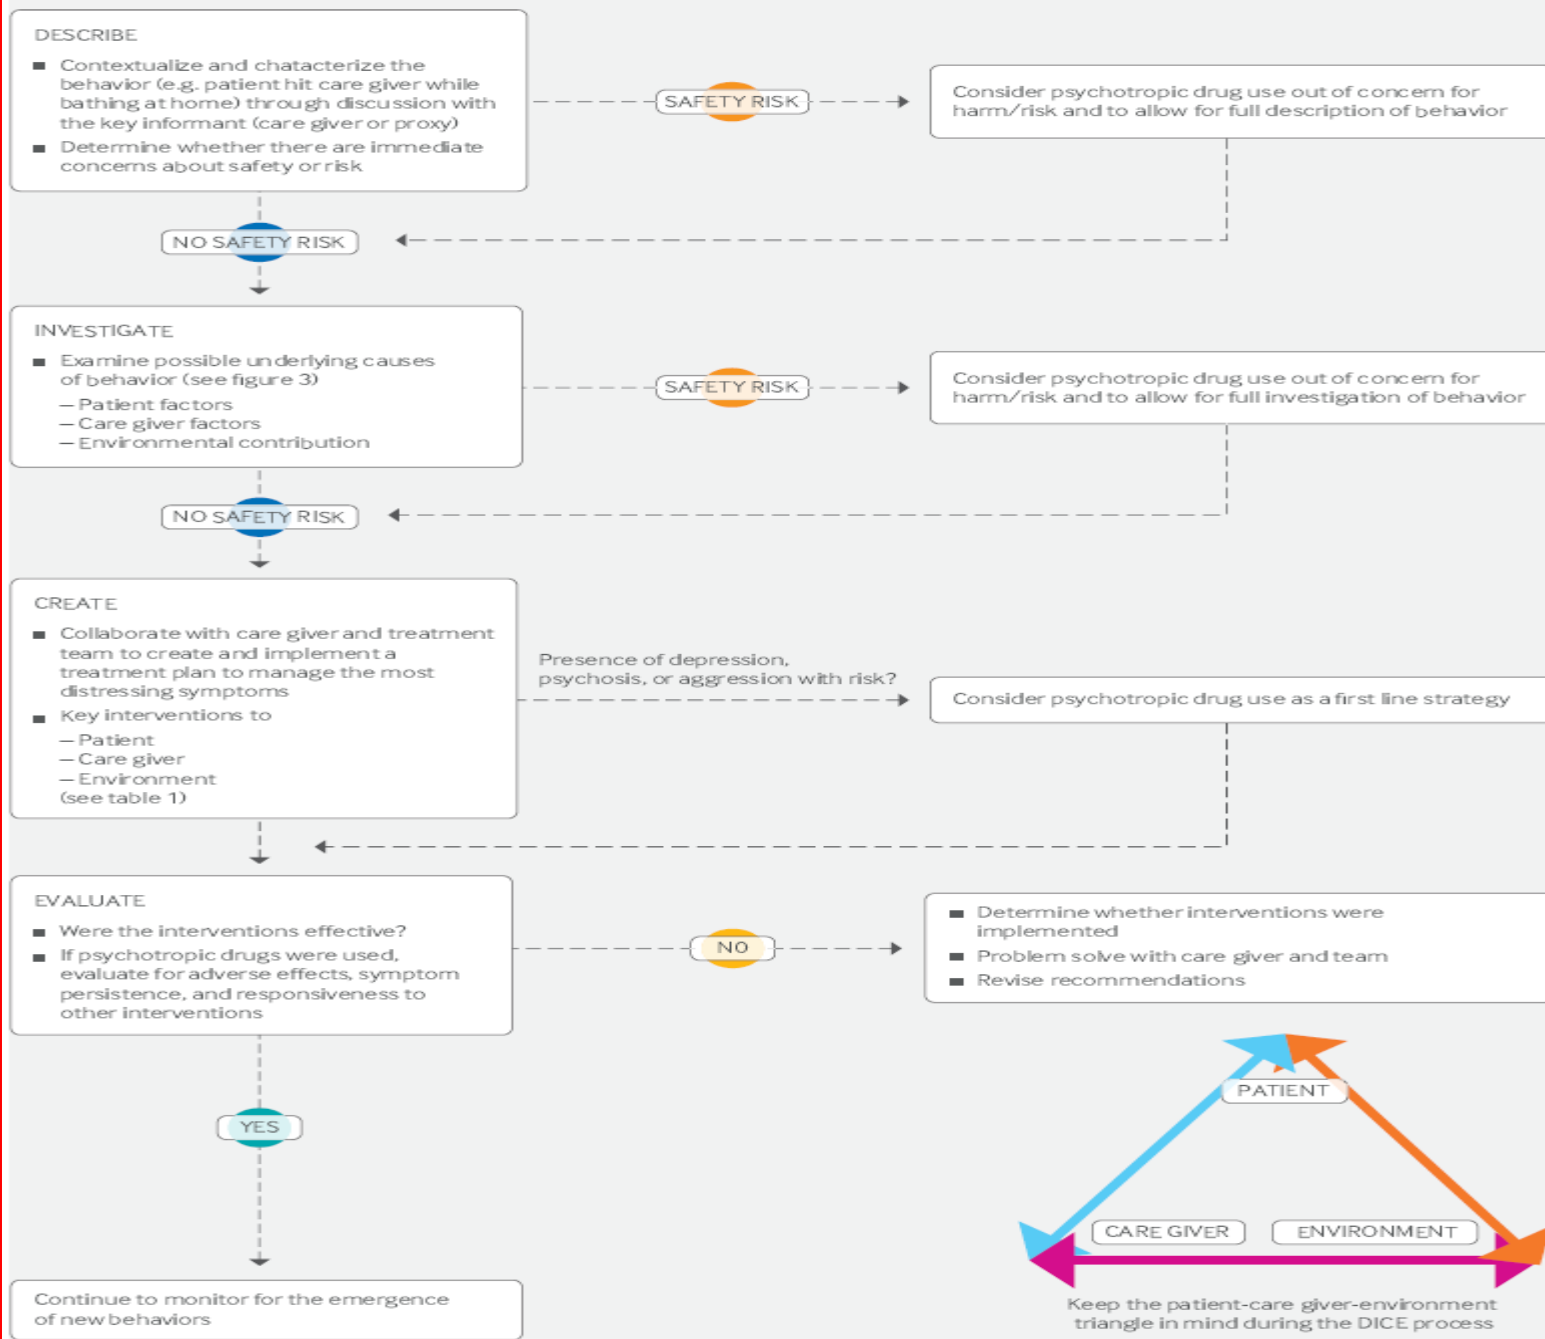 DESCRIBE
■ Contextualize and chatacterize the
behavior (e.g. patient hit care giver while
bathing at home) through discussion with
the key informant (care giver or proxy)
■ Determine whether there are immediate
concerns about safety or risk
SAFETY RISK
Consider psychotropic drug use out of concern for
harm/risk and to allow for full description of behavior
NO SAFETY RISK
INVESTIGATE
■ Examine possible underlying causes
of behavior (see figure 3)
– Patient factors
– Care giver factors
– Environmental contribution
SAFETY RISK
Consider psychotropic drug use out of concern for
harm/risk and to allow for full investigation of behavior
NO SAFETY RISK
CREATE
■ Collaborate with care giver and treatment
team to create and implement a
treatment plan to manage the most
distressing symptoms
■ Key interventions to
– Patient
– Care giver
– Environment
(see table 1)
Presence of depression,
psychosis, or aggression with risk?
Consider psychotropic drug use as a first line strategy
EVALUATE
■ Were the interventions effective?
■ If psychotropic drugs were used,
evaluate for adverse effects, symptom
persistence, and responsiveness to
other interventions
NO
■ Determine whether interventions were
implemented
■ Problem solve with care giver and team
■ Revise recommendations
YES
Continue to monitor for the emergence
of new behaviors
PATIENT
CARE GIVER
ENVIRONMENT
Keep the patient-care giver-environment
triangle in mind during the DICE process